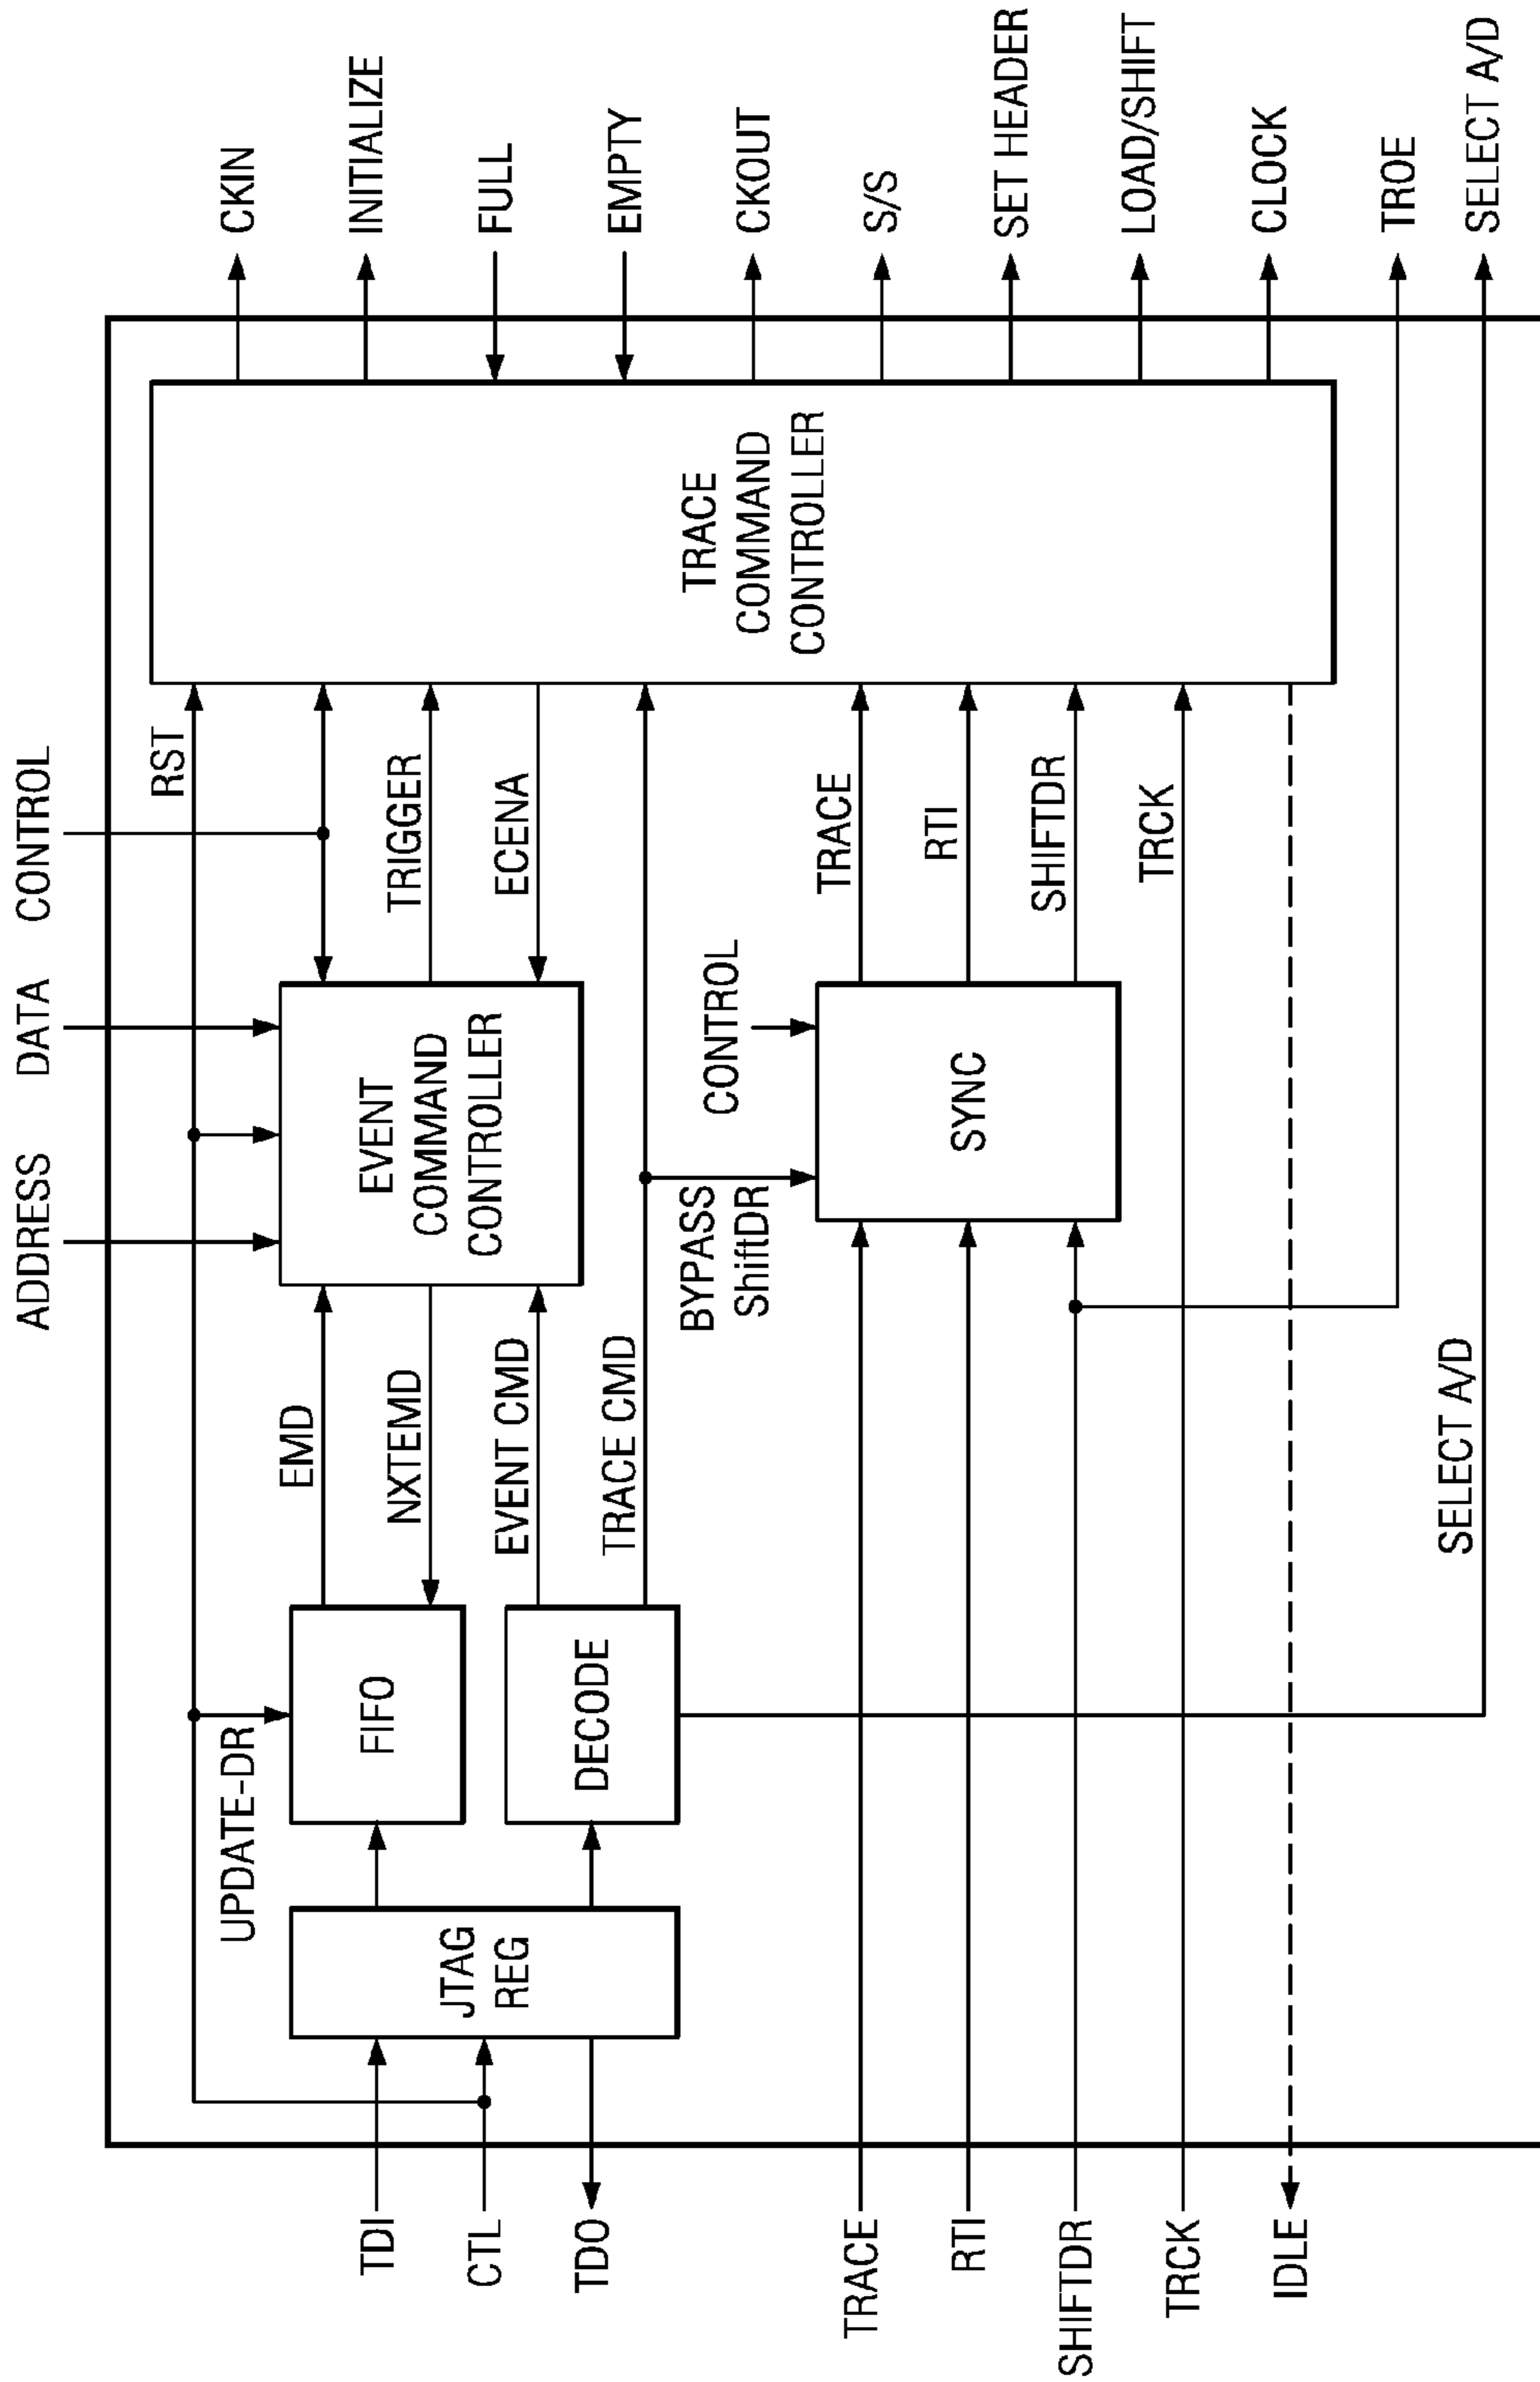 ADDRESS
DATA
CONTROL
RST
UPDATE-DR
EMD
NXTEMD
EVENT CMD
TRACE CMD
TRIGGER
ECENA
TDI
CTL
TDO
JTAG
REG
FIFO
DECODE
EVENT
COMMAND
CONTROLLER
TRACE
COMMAND
CONTROLLER
BYPASS
ShiftDR
CONTROL
SYNC
TRACE
RTI
SHIFTDR
TRCK
TRACE
RTI
SHIFTDR
TRCK
IDLE
SELECT A/D
CKIN
INITIALIZE
FULL
EMPTY
CKOUT
S/S
SET HEADER
LOAD/SHIFT
CLOCK
TROE
SELECT A/D